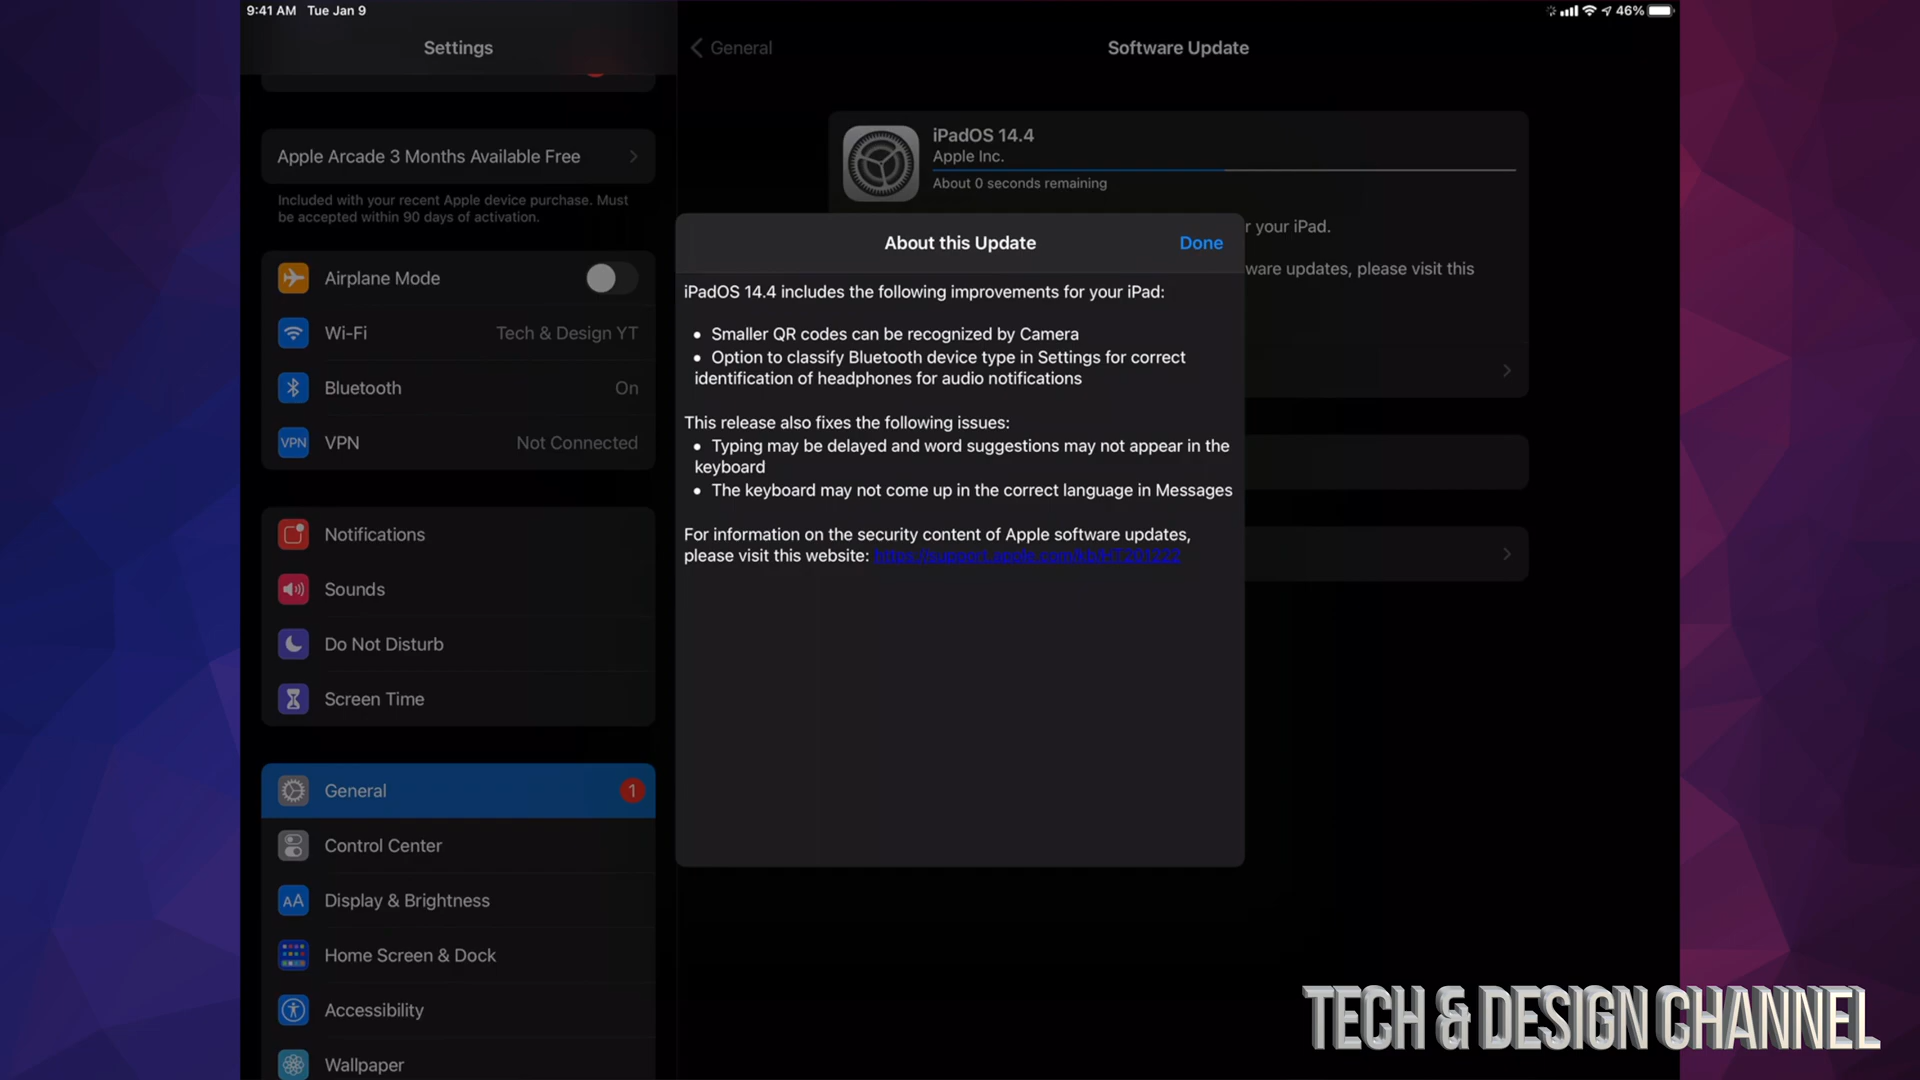 9:41 AM Tue Jan 9
46%
Settings
General
Software Update
Apple Arcade 3 Months Available Free
Included with your recent Apple device purchase. Must
be accepted within 90 days of activation.
Airplane Mode
Wi-Fi Tech & Design YT
Bluetooth On
VPN VPN Not Connected
Notifications
Sounds
Do Not Disturb
Screen Time
General 1
Control Center
AA Display & Brightness
Home Screen & Dock
Accessibility
Wallpaper
iPadOS 14.4
Apple Inc.
About 0 seconds remaining
r your iPad.
ware updates, please visit this
About this Update
Done
iPadOS 14.4 includes the following improvements for your iPad:
• Smaller QR codes can be recognized by Camera
• Option to classify Bluetooth device type in Settings for correct
identification of headphones for audio notifications
This release also fixes the following issues:
• Typing may be delayed and word suggestions may not appear in the
keyboard
• The keyboard may not come up in the correct language in Messages
For information on the security content of Apple software updates,
please visit this website: https://support.apple.com/kb/HT201222
TECH & DESIGN CHANNEL